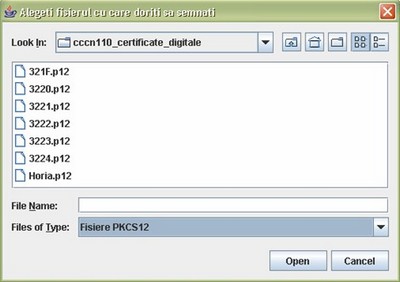 Alegeti fisierul cu care doriti sa semnati
Look In: cccn110_certificate_digitale
321F.p12
3220.p12
3221.p12
3222.p12
3223.p12
3224.p12
Horia.p12
File Name:
Files of Type: Fisiere PKCS12
Open Cancel